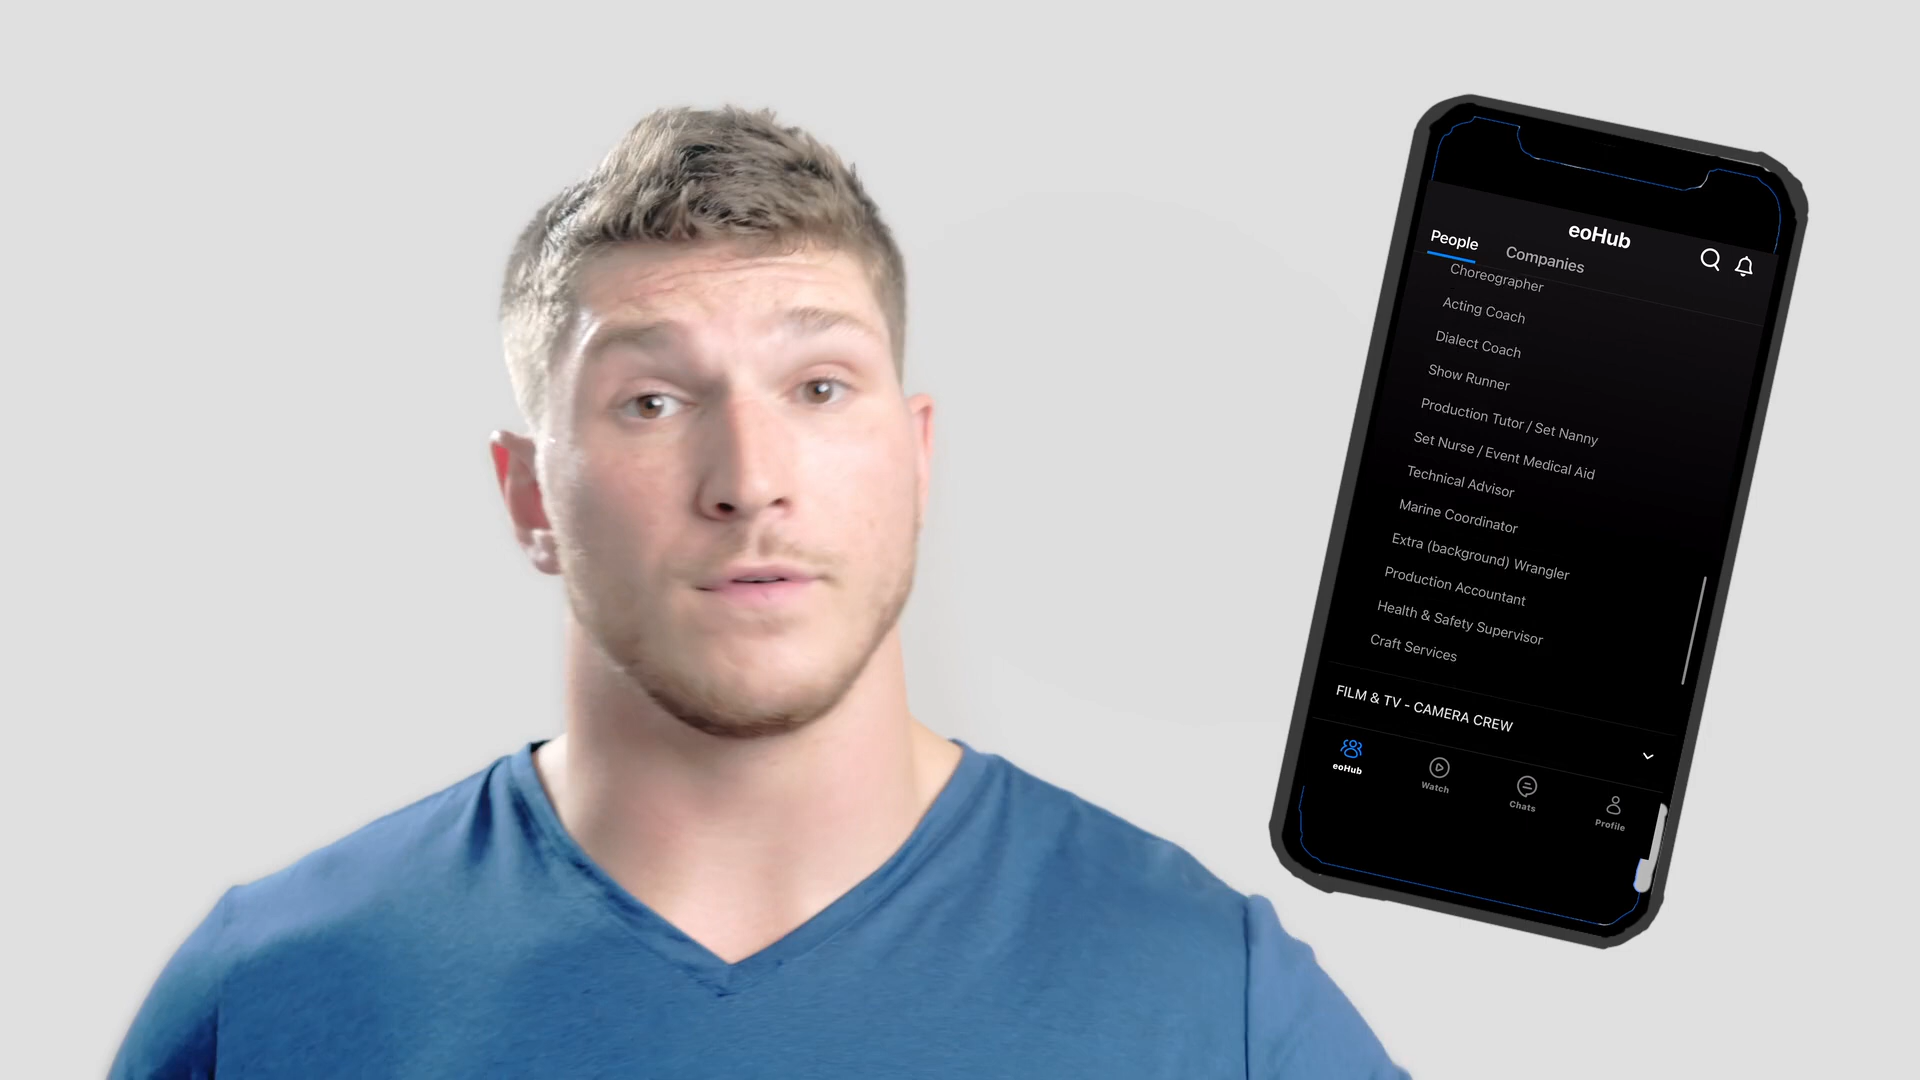 eoHub
People
Companies
Choreographer
Acting Coach
Dialect Coach
Show Runner
Production Tutor / Set Nanny
Set Nurse / Event Medical Aid
Technical Advisor
Marine Coordinator
Extra (background) Wrangler
Production Accountant
Health & Safety Supervisor
Craft Services
FILM & TV - CAMERA CREW
eoHub
Watch
Chats
Profile